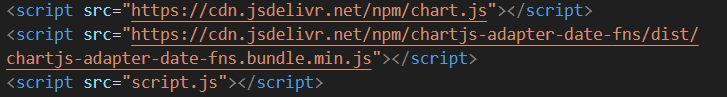 <script src="https://cdn.jsdelivr.net/npm/chart.js"></script>
<script src="https://cdn.jsdelivr.net/npm/chartjs-adapter-date-fns/dist/
chartjs-adapter-date-fns.bundle.min.js"></script>
<script src="script.js"></script>